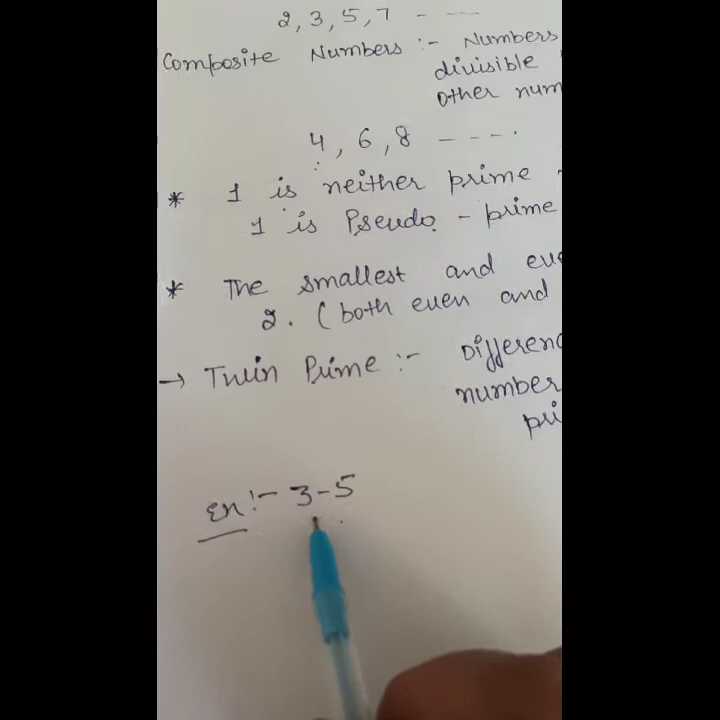 2, 3, 5, 7 - ---
Composite Numbers :- Numbers
divisible
other num
4, 6, 8 ----.
* 1 is neither prime
1 is Pseudo - prime
* The smallest and eve
2. (both even and
→ Twin Prime :- Differenc
number
pri
Ex:- 3-5